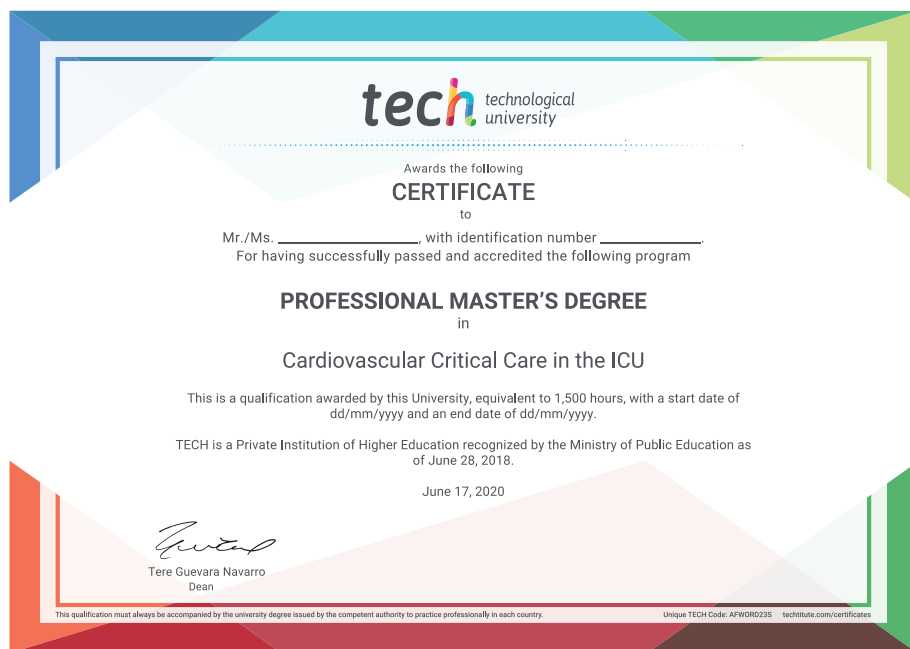 tech technological
university
Awards the following
CERTIFICATE
to
Mr./Ms. ____________________, with identification number ______________.
For having successfully passed and accredited the following program
PROFESSIONAL MASTER'S DEGREE
in
Cardiovascular Critical Care in the ICU
This is a qualification awarded by this University, equivalent to 1,500 hours, with a start date of
dd/mm/yyyy and an end date of dd/mm/yyyy.
TECH is a Private Institution of Higher Education recognized by the Ministry of Public Education as
of June 28, 2018.
June 17, 2020
Tere Guevara Navarro
Dean
This qualification must always be accompanied by the university degree issued by the competent authority to practice professionally in each country.
Unique TECH Code: AFWORD23S techtitute.com/certificates